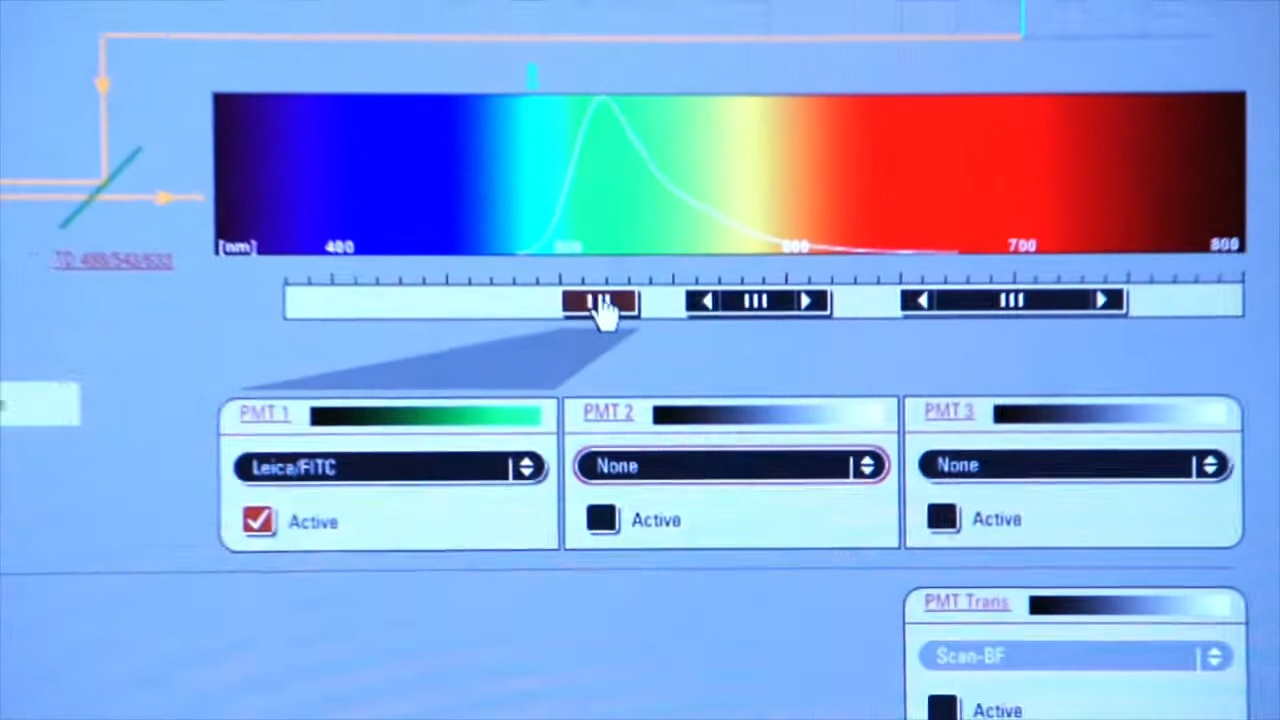 [nm] 400 500 600 700 800
TD 488/543/633
PMT 1
PMT 2
PMT 3
Leica/FITC
None
None
Active
Active
Active
PMT Trans
Scan-BF
Active